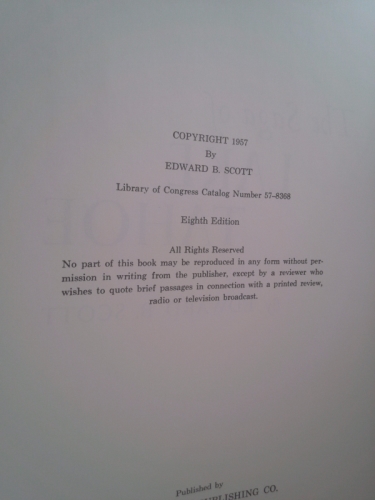 COPYRIGHT 1957
By
EDWARD B. SCOTT
Library of Congress Catalog Number 57-8368
Eighth Edition
All Rights Reserved
No part of this book may be reproduced in any form without per-
mission in writing from the publisher, except by a reviewer who
wishes to quote brief passages in connection with a printed review,
radio or television broadcast.
Published by
PUBLISHING CO.